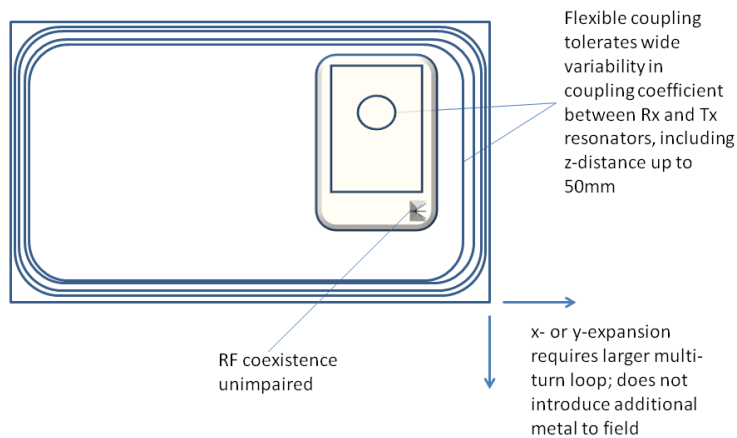 Flexible coupling
tolerates wide
variability in
coupling coefficient
between Rx and Tx
resonators, including
z-distance up to
50mm
RF coexistence
unimpaired
x- or y-expansion
requires larger multi-
turn loop; does not
introduce additional
metal to field